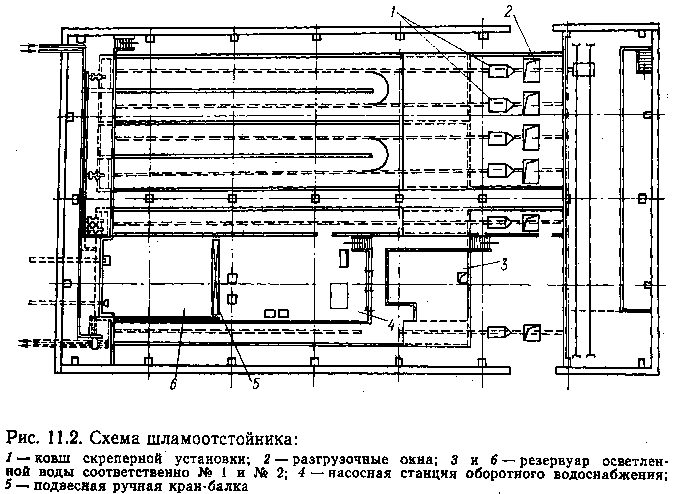 1
2
3
4
6
5
Рис. 11.2. Схема шламоотстойника:
1 — ковш скреперной установки; 2 — разгрузочные окна; 3 и 6 — резервуар осветлен-
ной воды соответственно № 1 и № 2; 4 — насосная станция оборотного водоснабжения;
5 — подвесная ручная кран-балка